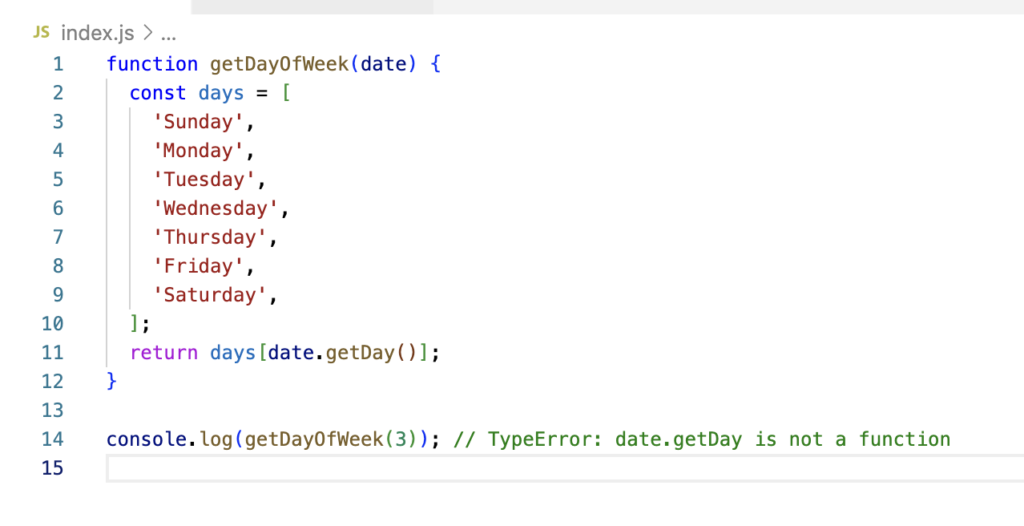 JS index.js > ...
1 function getDayOfWeek(date) {
2   const days = [
3     'Sunday',
4     'Monday',
5     'Tuesday',
6     'Wednesday',
7     'Thursday',
8     'Friday',
9     'Saturday',
10   ];
11   return days[date.getDay()];
12 }
13
14 console.log(getDayOfWeek(3)); // TypeError: date.getDay is not a function
15